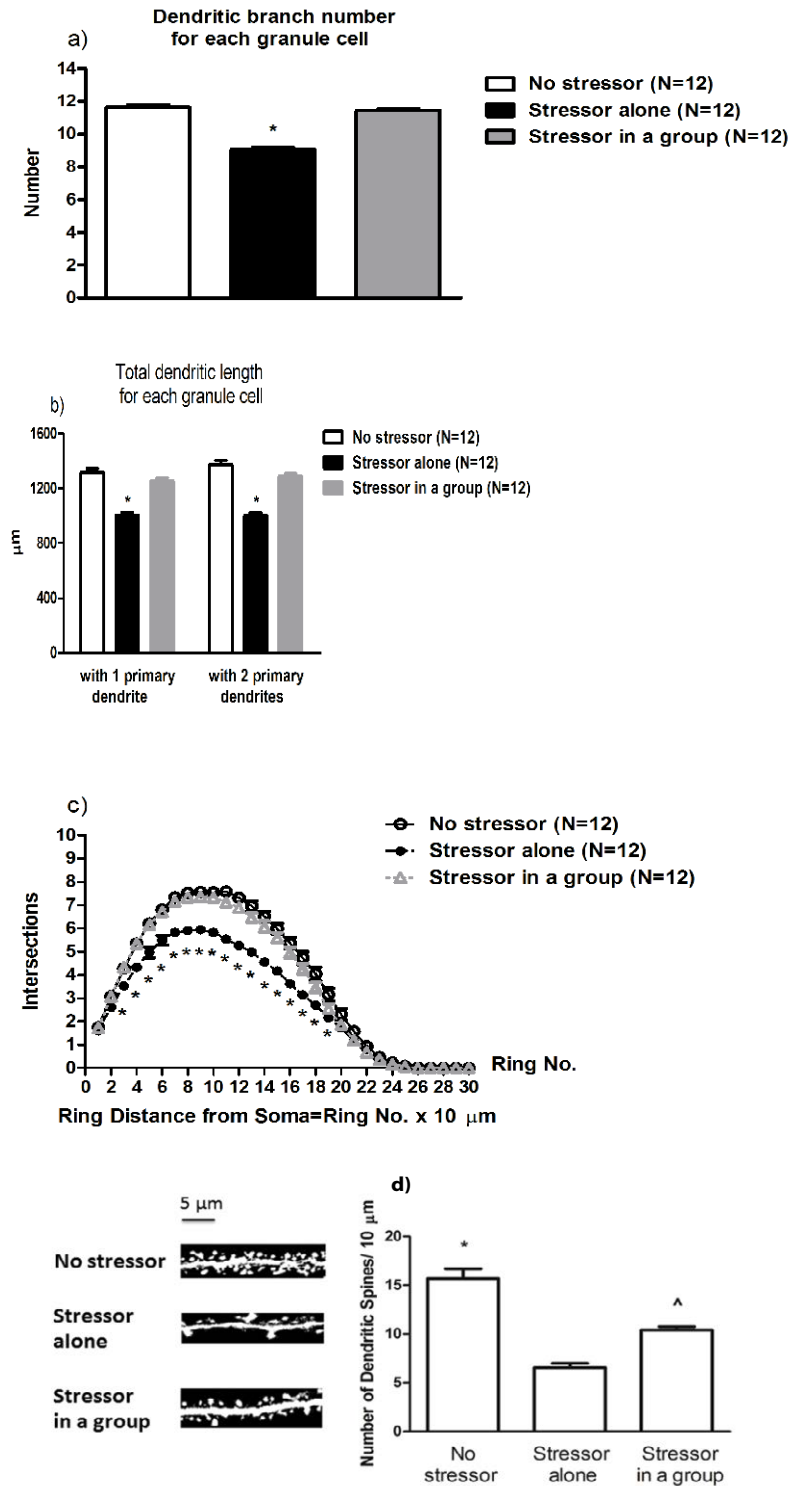 Dendritic branch number
for each granule cell
a)
14
12
10
8
6
4
2
0
Number
*
No stressor (N=12)
Stressor alone (N=12)
Stressor in a group (N=12)
Total dendritic length
for each granule cell
b)
1600
1200
800
400
0
μm
* *
No stressor (N=12)
Stressor alone (N=12)
Stressor in a group (N=12)
with 1 primary
dendrite
with 2 primary
dendrites
c)
No stressor (N=12)
Stressor alone (N=12)
Stressor in a group (N=12)
10
9
8
7
6
5
4
3
2
1
0
Intersections
* * * * * * * * * * * * * * * * *
0 2 4 6 8 10 12 14 16 18 20 22 24 26 28 30
Ring No.
Ring Distance from Soma=Ring No. x 10 μm
5 μm
No stressor
Stressor
alone
Stressor
in a group
d)
Number of Dendritic Spines/ 10 μm
20
15
10
5
0
*
^
No
stressor
Stressor
alone
Stressor
in a group